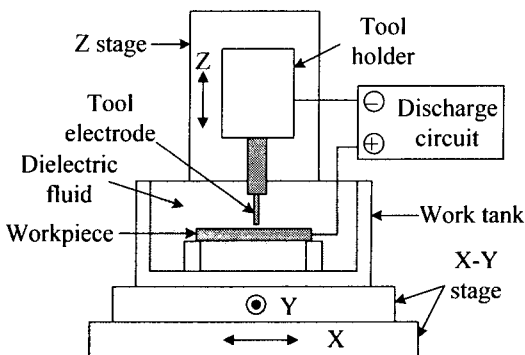 Z stage
Z
Tool
holder
Tool
electrode
Dielectric
fluid
Workpiece
−
+
Discharge
circuit
Work tank
X-Y
stage
Y
X